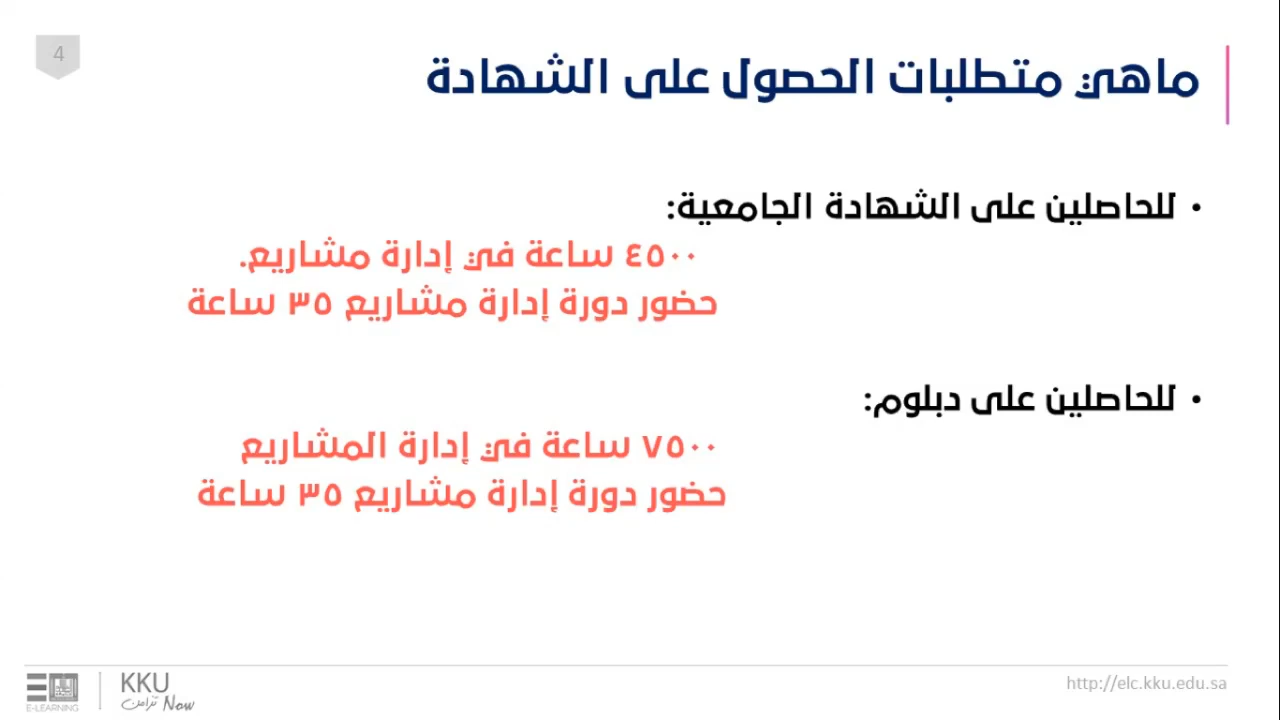 4
ماهي متطلبات الحصول على الشهادة
• للحاصلين على الشهادة الجامعية:
٤٥٠٠ ساعة في إدارة مشاريع.
حضور دورة إدارة مشاريع ٣٥ ساعة
• للحاصلين على دبلوم:
٧٥٠٠ ساعة في إدارة المشاريع
حضور دورة إدارة مشاريع ٣٥ ساعة
E-LEARNING
KKU
تزامن Now
http://elc.kku.edu.sa